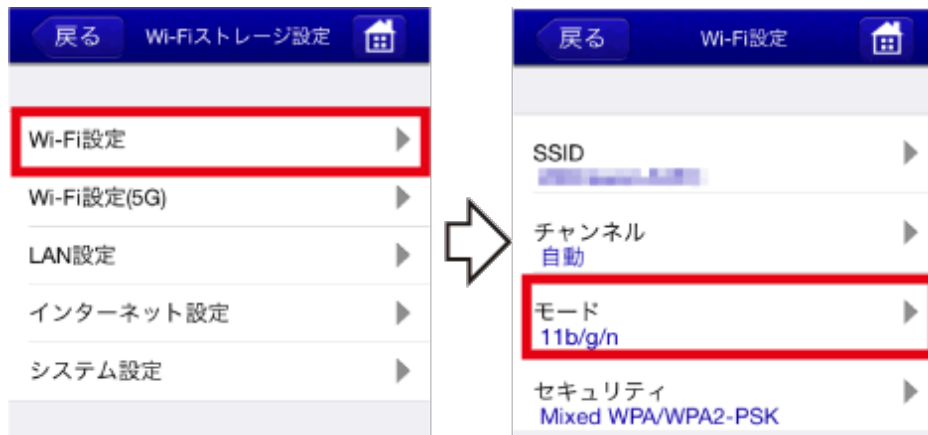 戻る Wi-Fiストレージ設定
Wi-Fi設定
Wi-Fi設定(5G)
LAN設定
インターネット設定
システム設定
戻る Wi-Fi設定
SSID
チャンネル
自動
モード
11b/g/n
セキュリティ
Mixed WPA/WPA2-PSK